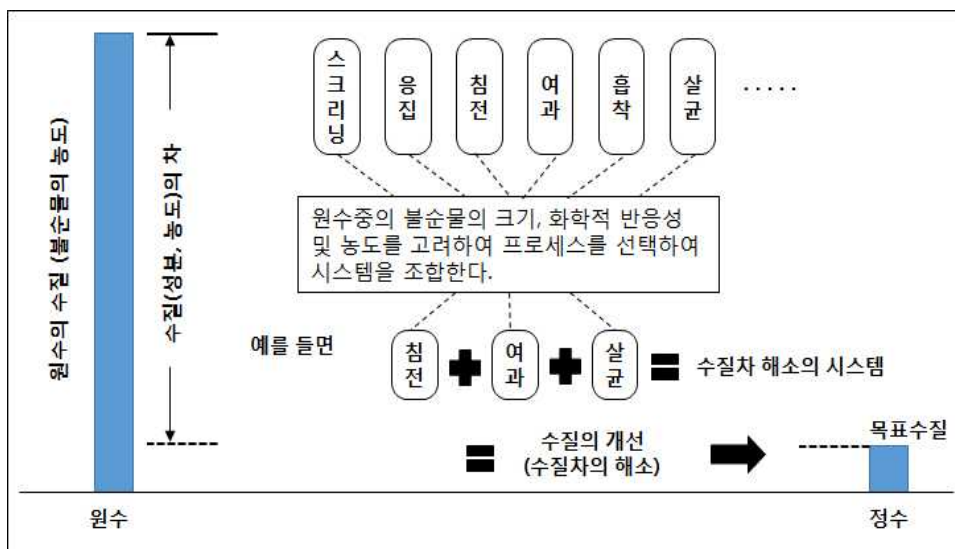 원수의 수질 (불순물의 농도)
수질(성분, 농도)의 차
스크리닝
응집
침전
여과
흡착
살균
.....
원수중의 불순물의 크기, 화학적 반응성
및 농도를 고려하여 프로세스를 선택하여
시스템을 조합한다.
예를 들면
침전
여과
살균
수질차 해소의 시스템
수질의 개선
(수질차의 해소)
목표수질
원수
정수